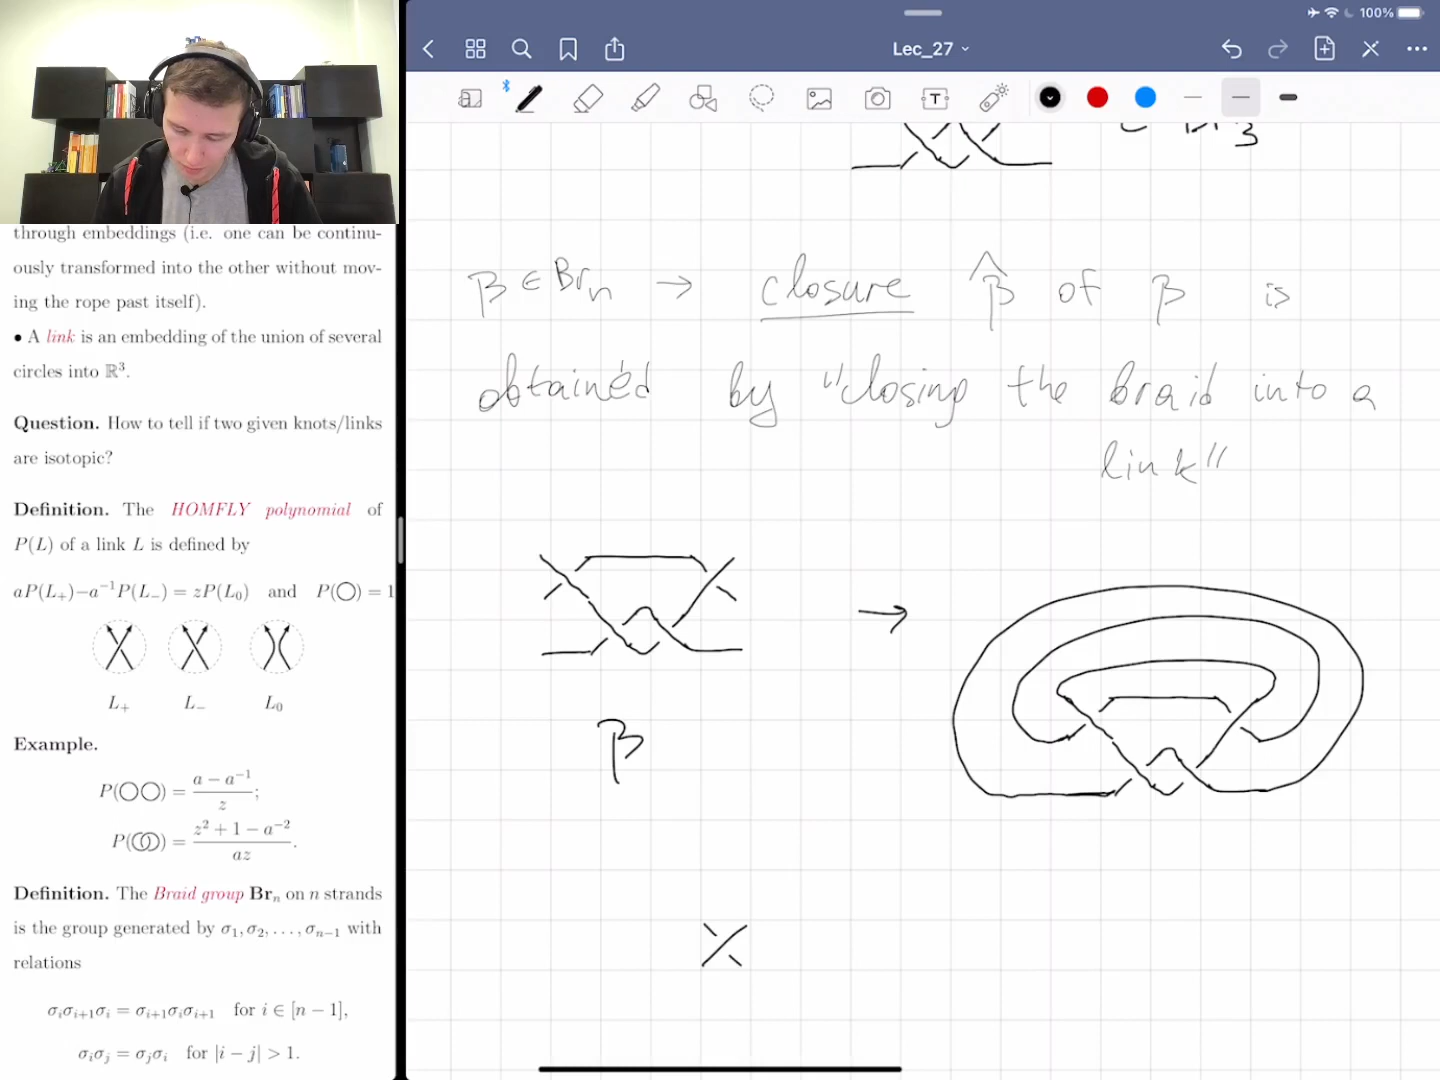 through embeddings (i.e. one can be continu-
ously transformed into the other without mov-
ing the rope past itself).
• A link is an embedding of the union of several
circles into ℝ³.
Question. How to tell if two given knots/links
are isotopic?
Definition. The HOMFLY polynomial of
P(L) of a link L is defined by
aP(L₊)−a⁻¹P(L₋) = zP(L₀) and P(◯) = 1
L₊ L₋ L₀
Example.
P(◯◯) = (a − a⁻¹)/z;
P(◯◯) = (z² + 1 − a⁻²)/(az).
Definition. The Braid group Brₙ on n strands
is the group generated by σ₁, σ₂, . . . , σₙ₋₁ with
relations
σᵢσᵢ₊₁σᵢ = σᵢ₊₁σᵢσᵢ₊₁ for i ∈ [n − 1],
σᵢσⱼ = σⱼσᵢ for |i − j| > 1.
100%
Lec_27
T
β ∈ Brₙ → closure β̂ of β is
obtained by "closing the braid into a
link"
→
β